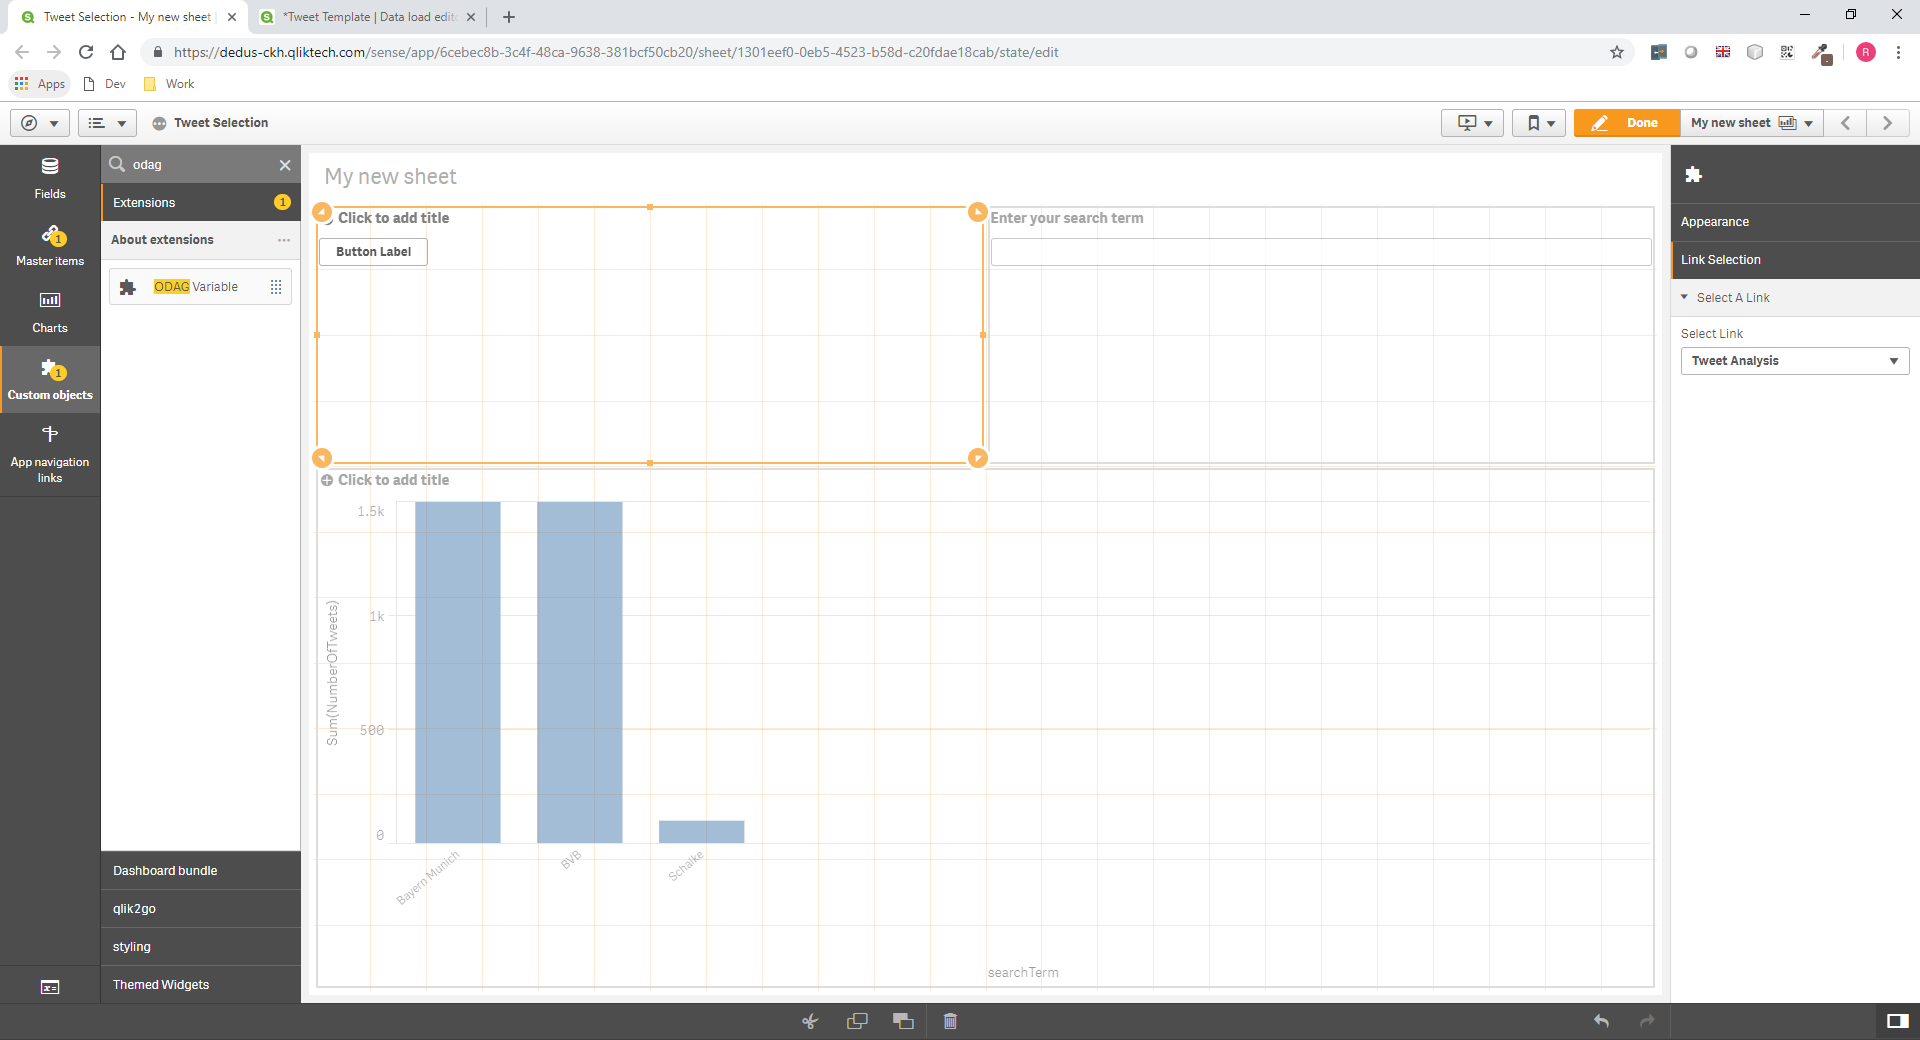 Tweet Selection - My new sheet
*Tweet Template | Data load edit
https://dedus-ckh.qliktech.com/sense/app/6cebec8b-3c4f-48ca-9638-381bcf50cb20/sheet/1301eef0-0eb5-4523-b58d-c20fdae18cab/state/edit
R
Apps
Dev
Work
Tweet Selection
Done
My new sheet
Fields
1
Master items
Charts
1
Custom objects
App navigation
links
odag
Extensions
1
About extensions
ODAG Variable
Dashboard bundle
qlik2go
styling
Themed Widgets
My new sheet
Click to add title
Button Label
Enter your search term
Click to add title
Sum(NumberOfTweets)
1.5k
1k
500
0
Bayern Munich
BVB
Schalke
searchTerm
Appearance
Link Selection
Select A Link
Select Link
Tweet Analysis